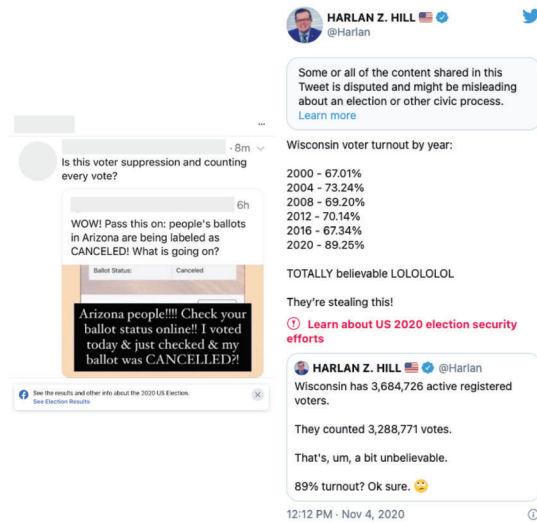 8m
Is this voter suppression and counting
every vote?
6h
WOW! Pass this on: people's ballots
in Arizona are being labeled as
CANCELED! What is going on?
Ballot Status: Canceled
Arizona people!!!! Check your
ballot status online!! I voted
today & just checked & my
ballot was CANCELLED?!
See the results and other info about the 2020 US Election.
See Election Results
HARLAN Z. HILL 🇺🇸
@Harlan
Some or all of the content shared in this
Tweet is disputed and might be misleading
about an election or other civic process.
Learn more
Wisconsin voter turnout by year:
2000 - 67.01%
2004 - 73.24%
2008 - 69.20%
2012 - 70.14%
2016 - 67.34%
2020 - 89.25%
TOTALLY believable LOLOLOLOL
They're stealing this!
Learn about US 2020 election security
efforts
HARLAN Z. HILL 🇺🇸 @Harlan
Wisconsin has 3,684,726 active registered
voters.
They counted 3,288,771 votes.
That's, um, a bit unbelievable.
89% turnout? Ok sure. 🙄
12:12 PM · Nov 4, 2020